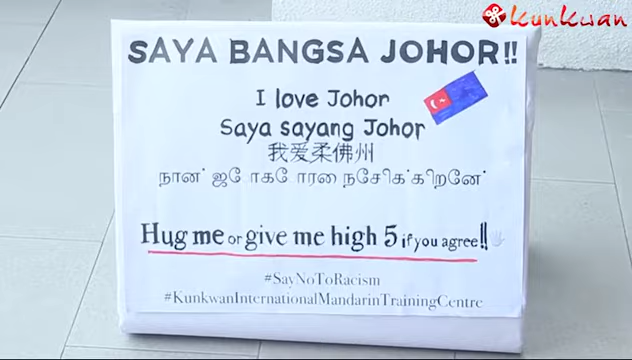 kunkwan
SAYA BANGSA JOHOR!!
I love Johor
Saya sayang Johor
我爱柔佛州
Hug me or give me high 5 if you agree!!
#SayNoToRacism
#KunkwanInternationalMandarinTrainingCentre